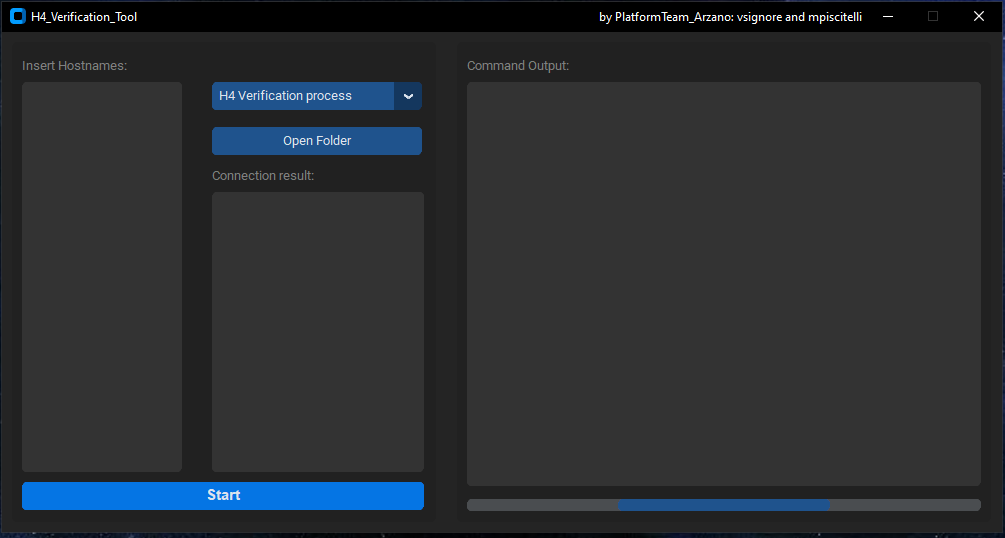 H4_Verification_Tool
by PlatformTeam_Arzano: vsignore and mpiscitelli
Insert Hostnames:
H4 Verification process
Open Folder
Connection result:
Start
Command Output: